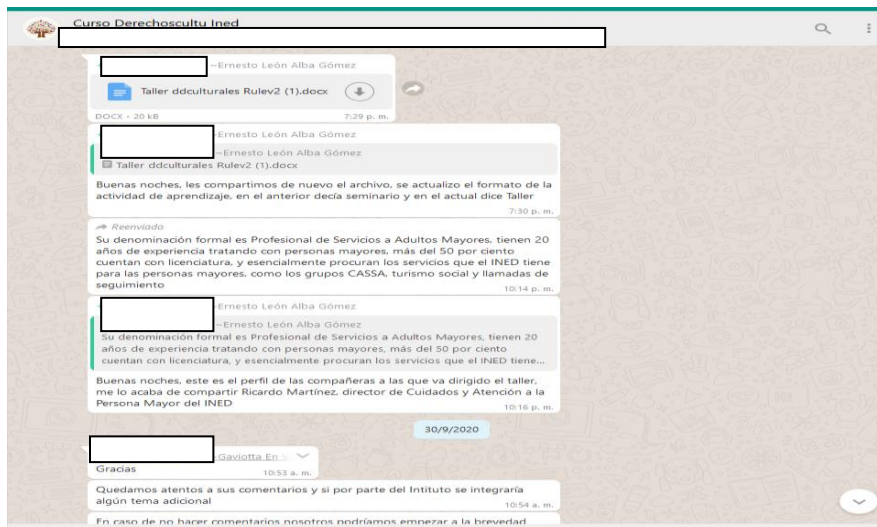 Curso Derechoscultu Ined
~Ernesto León Alba Gómez
Taller ddculturales Rulev2 (1).docx
DOCX • 20 kB
7:29 p. m.
~Ernesto León Alba Gómez
~Ernesto León Alba Gómez
Taller ddculturales Rulev2 (1).docx
Buenas noches, les compartimos de nuevo el archivo, se actualizo el formato de la
actividad de aprendizaje, en el anterior decía seminario y en el actual dice Taller
7:30 p. m.
Reenviado
Su denominación formal es Profesional de Servicios a Adultos Mayores, tienen 20
años de experiencia tratando con personas mayores, más del 50 por ciento
cuentan con licenciatura, y esencialmente procuran los servicios que el INED tiene
para las personas mayores, como los grupos CASSA, turismo social y llamadas de
seguimiento
10:14 p. m.
~Ernesto León Alba Gómez
~Ernesto León Alba Gómez
Su denominación formal es Profesional de Servicios a Adultos Mayores, tienen 20
años de experiencia tratando con personas mayores, más del 50 por ciento
cuentan con licenciatura, y esencialmente procuran los servicios que el INED tiene...
Buenas noches, este es el perfil de las compañeras a las que va dirigido el taller,
me lo acaba de compartir Ricardo Martínez, director de Cuidados y Atención a la
Persona Mayor del INED
10:16 p. m.
30/9/2020
~Gaviotta En
Gracias
10:53 a. m.
Quedamos atentos a sus comentarios y si por parte del Intituto se integraría
algún tema adicional
10:54 a. m.
En caso de no hacer comentarios nosotros podríamos empezar a la brevedad